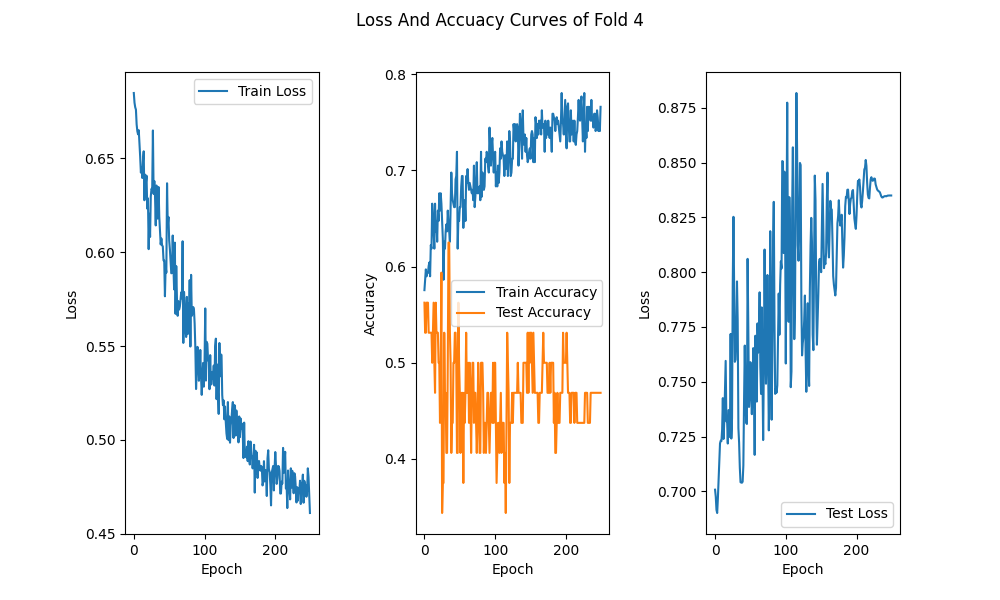 Loss And Accuacy Curves of Fold 4
Train Loss
0.65
0.60
0.55
0.50
0.45
Loss
0
100
200
Epoch
0.8
0.7
0.6
0.5
0.4
Accuracy
Train Accuracy
Test Accuracy
0
100
200
Epoch
0.875
0.850
0.825
0.800
0.775
0.750
0.725
0.700
Loss
Test Loss
0
100
200
Epoch